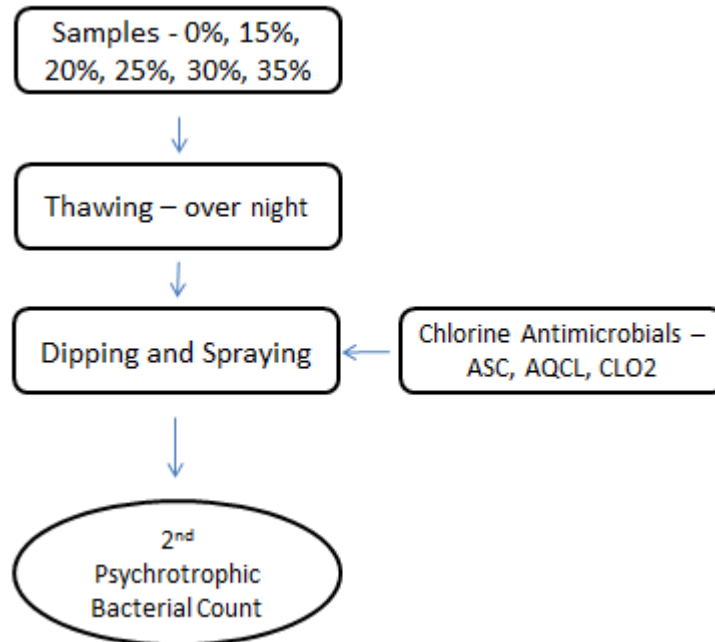 Samples - 0%, 15%,
20%, 25%, 30%, 35%
Thawing – over night
Dipping and Spraying
Chlorine Antimicrobials –
ASC, AQCL, CLO2
2nd
Psychrotrophic
Bacterial Count